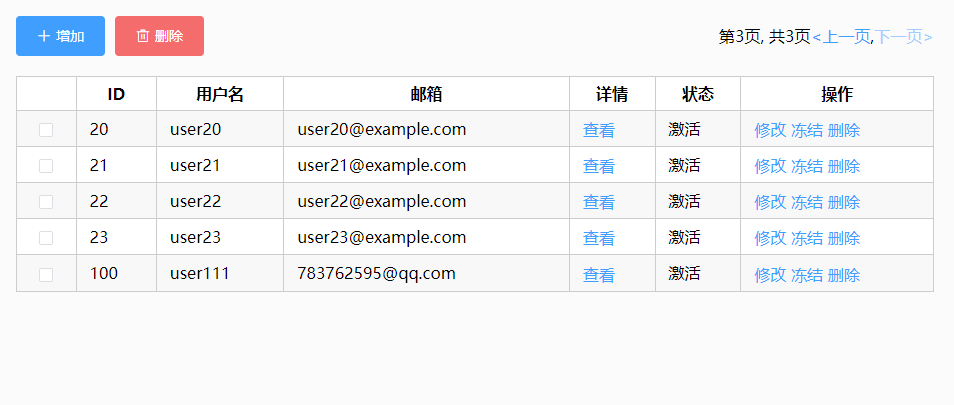 增加 删除 第3页, 共3页<上一页,下一页>
ID 用户名 邮箱 详情 状态 操作
20 user20 user20@example.com 查看 激活 修改 冻结 删除
21 user21 user21@example.com 查看 激活 修改 冻结 删除
22 user22 user22@example.com 查看 激活 修改 冻结 删除
23 user23 user23@example.com 查看 激活 修改 冻结 删除
100 user111 783762595@qq.com 查看 激活 修改 冻结 删除